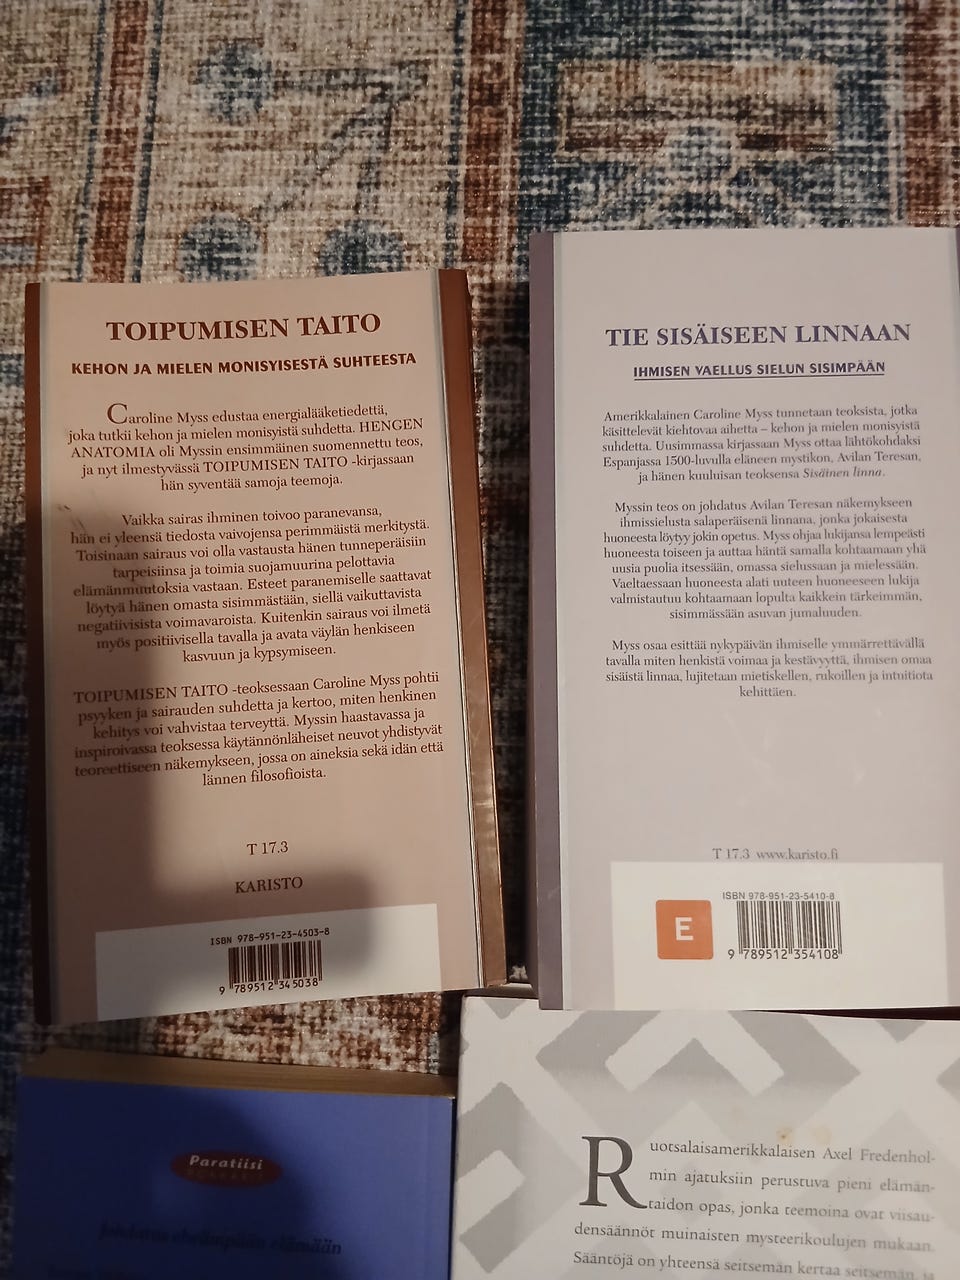 TOIPUMISEN TAITO
KEHON JA MIELEN MONISYISESTÄ SUHTEESTA
Caroline Myss edustaa energialääketiedettä,
joka tutkii kehon ja mielen monisyistä suhdetta. HENGEN
ANATOMIA oli Myssin ensimmäinen suomennettu teos,
ja nyt ilmestyvässä TOIPUMISEN TAITO -kirjassaan
hän syventää samoja teemoja.
Vaikka sairas ihminen toivoo paranevansa,
hän ei yleensä tiedosta vaivojensa perimmäistä merkitystä.
Toisinaan sairaus voi olla vastausta hänen tunneperäisiin
tarpeisiinsa ja toimia suojamuurina pelottavia
elämänmuutoksia vastaan. Esteet paranemiselle saattavat
löytyä hänen omasta sisimmästään, siellä vaikuttavista
negatiivisista voimavaroista. Kuitenkin sairaus voi ilmetä
myös positiivisella tavalla ja avata väylän henkiseen
kasvuun ja kypsymiseen.
TOIPUMISEN TAITO -teoksessaan Caroline Myss pohtii
psyyken ja sairauden suhdetta ja kertoo, miten henkinen
kehitys voi vahvistaa terveyttä. Myssin haastavassa ja
inspiroivassa teoksessa käytännönläheiset neuvot yhdistyvät
teoreettiseen näkemykseen, jossa on aineksia sekä idän että
lännen filosofioista.
T 17.3
KARISTO
ISBN 978-951-23-4503-8
9 789512 345038
TIE SISÄISEEN LINNAAN
IHMISEN VAELLUS SIELUN SISIMPÄÄN
Amerikkalainen Caroline Myss tunnetaan teoksista, jotka
käsittelevät kiehtovaa aihetta – kehon ja mielen monisyistä
suhdetta. Uusimmassa kirjassaan Myss ottaa lähtökohdaksi
Espanjassa 1500-luvulla eläneen mystikon, Avilan Teresan,
ja hänen kuuluisan teoksensa Sisäinen linna.
Myssin teos on johdatus Avilan Teresan näkemykseen
ihmissielusta salaperäisenä linnana, jonka jokaisesta
huoneesta löytyy jokin opetus. Myss ohjaa lukijansa lempeästi
huoneesta toiseen ja auttaa häntä samalla kohtaamaan yhä
uusia puolia itsessään, omassa sielussaan ja mielessään.
Vaeltaessaan huoneesta alati uuteen huoneeseen lukija
valmistautuu kohtaamaan lopulta kaikkein tärkeimmän,
sisimmässään asuvan jumaluuden.
Myss osaa esittää nykypäivän ihmiselle ymmärrettävällä
tavalla miten henkistä voimaa ja kestävyyttä, ihmisen omaa
sisäistä linnaa, lujitetaan mietiskellen, rukoillen ja intuitiota
kehittäen.
T 17.3 www.karisto.fi
ISBN 978-951-23-5410-8
E
9 789512 354108
Paratiisi
Johdatus eheämpään elämään
Ruotsalaisamerikkalaisen Axel Fredenhol-
min ajatuksiin perustuva pieni elämän-
taidon opas, jonka teemoina ovat viisau-
densäännöt muinaisten mysteerikoulujen mukaan.
Sääntöjä on yhteensä seitsemän kertaa seitsemän, ja